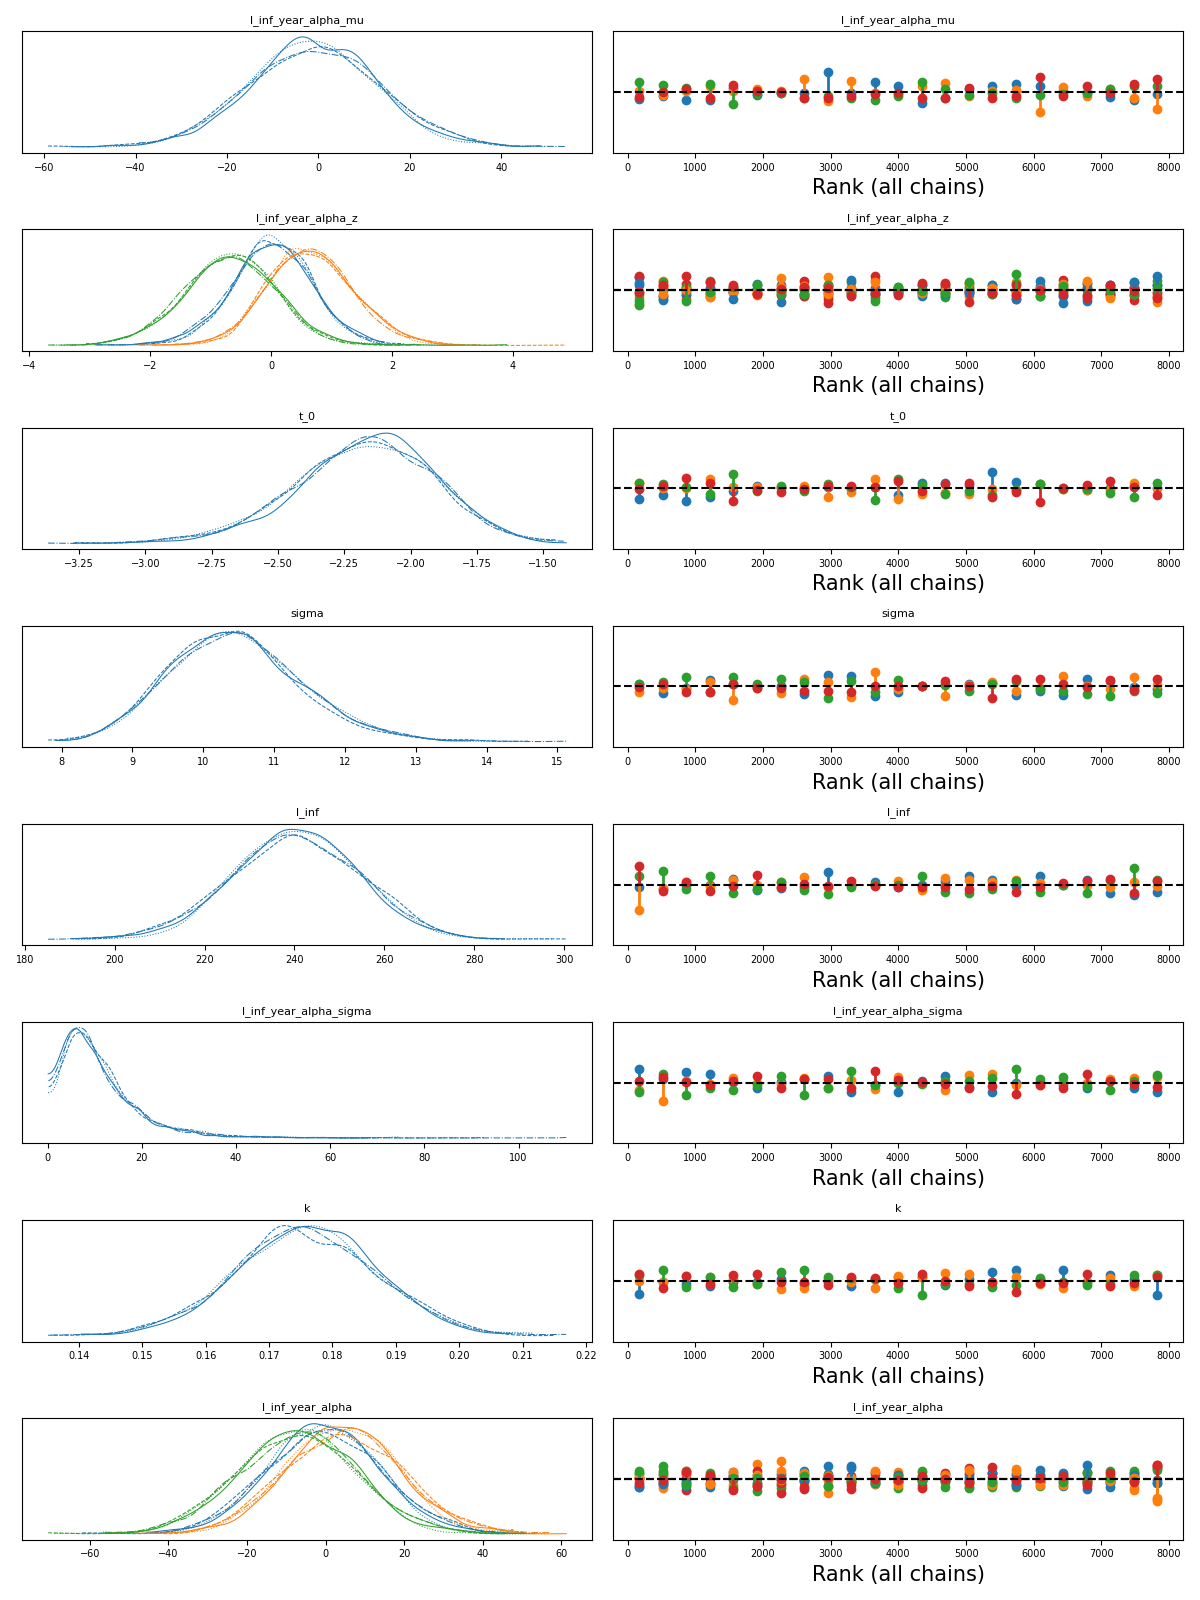 l_inf_year_alpha_mu l_inf_year_alpha_mu
−60 −40 −20 0 20 40 0 1000 2000 3000 4000 5000 6000 7000 8000
Rank (all chains)
l_inf_year_alpha_z l_inf_year_alpha_z
−4 −2 0 2 4 0 1000 2000 3000 4000 5000 6000 7000 8000
Rank (all chains)
t_0 t_0
−3.25 −3.00 −2.75 −2.50 −2.25 −2.00 −1.75 −1.50 0 1000 2000 3000 4000 5000 6000 7000 8000
Rank (all chains)
sigma sigma
8 9 10 11 12 13 14 15 0 1000 2000 3000 4000 5000 6000 7000 8000
Rank (all chains)
l_inf l_inf
180 200 220 240 260 280 300 0 1000 2000 3000 4000 5000 6000 7000 8000
Rank (all chains)
l_inf_year_alpha_sigma l_inf_year_alpha_sigma
0 20 40 60 80 100 0 1000 2000 3000 4000 5000 6000 7000 8000
Rank (all chains)
k k
0.14 0.15 0.16 0.17 0.18 0.19 0.20 0.21 0.22 0 1000 2000 3000 4000 5000 6000 7000 8000
Rank (all chains)
l_inf_year_alpha l_inf_year_alpha
−60 −40 −20 0 20 40 60 0 1000 2000 3000 4000 5000 6000 7000 8000
Rank (all chains)